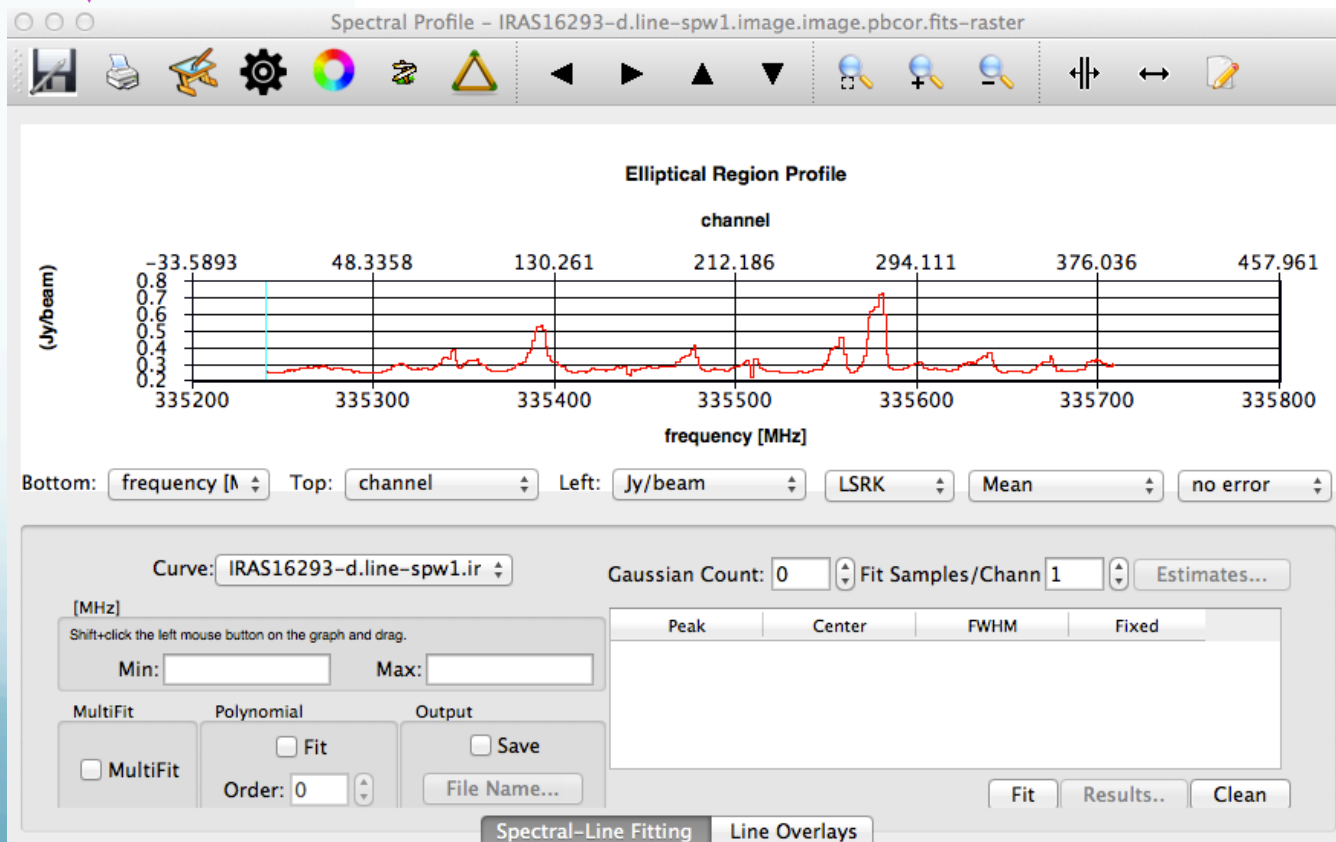 Spectral Profile - IRAS16293-d.line-spw1.image.image.pbcor.fits-raster
Elliptical Region Profile
channel
-33.5893 48.3358 130.261 212.186 294.111 376.036 457.961
(Jy/beam)
0.8
0.7
0.6
0.5
0.4
0.3
0.2
335200 335300 335400 335500 335600 335700 335800
frequency [MHz]
Bottom: frequency [M Top: channel Left: Jy/beam LSRK Mean no error
Curve: IRAS16293-d.line-spw1.ir Gaussian Count: 0 Fit Samples/Chann 1 Estimates...
[MHz]
Shift+click the left mouse button on the graph and drag.
Min: Max:
Peak Center FWHM Fixed
MultiFit Polynomial Output
MultiFit Fit Save
Order: 0 File Name...
Fit Results.. Clean
Spectral-Line Fitting Line Overlays